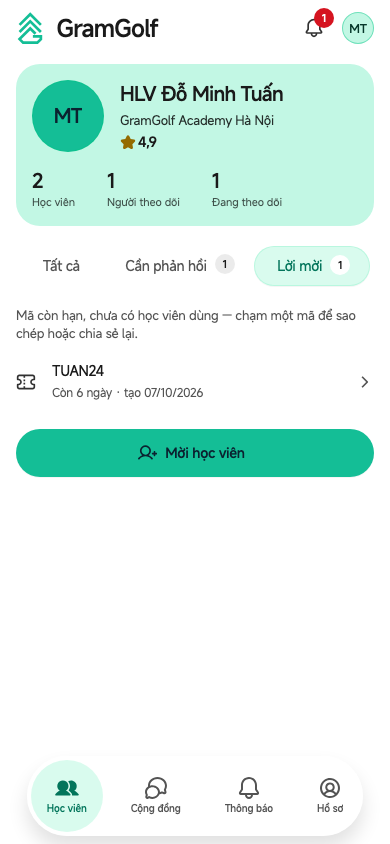 GramGolf
1
MT
MT
HLV Đỗ Minh Tuấn
GramGolf Academy Hà Nội
4,9
2
Học viên
1
Người theo dõi
1
Đang theo dõi
Tất cả
Cần phản hồi 1
Lời mời 1
Mã còn hạn, chưa có học viên dùng — chạm một mã để sao
chép hoặc chia sẻ lại.
TUAN24
Còn 6 ngày · tạo 07/10/2026
Mời học viên
Học viên
Cộng đồng
Thông báo
Hồ sơ